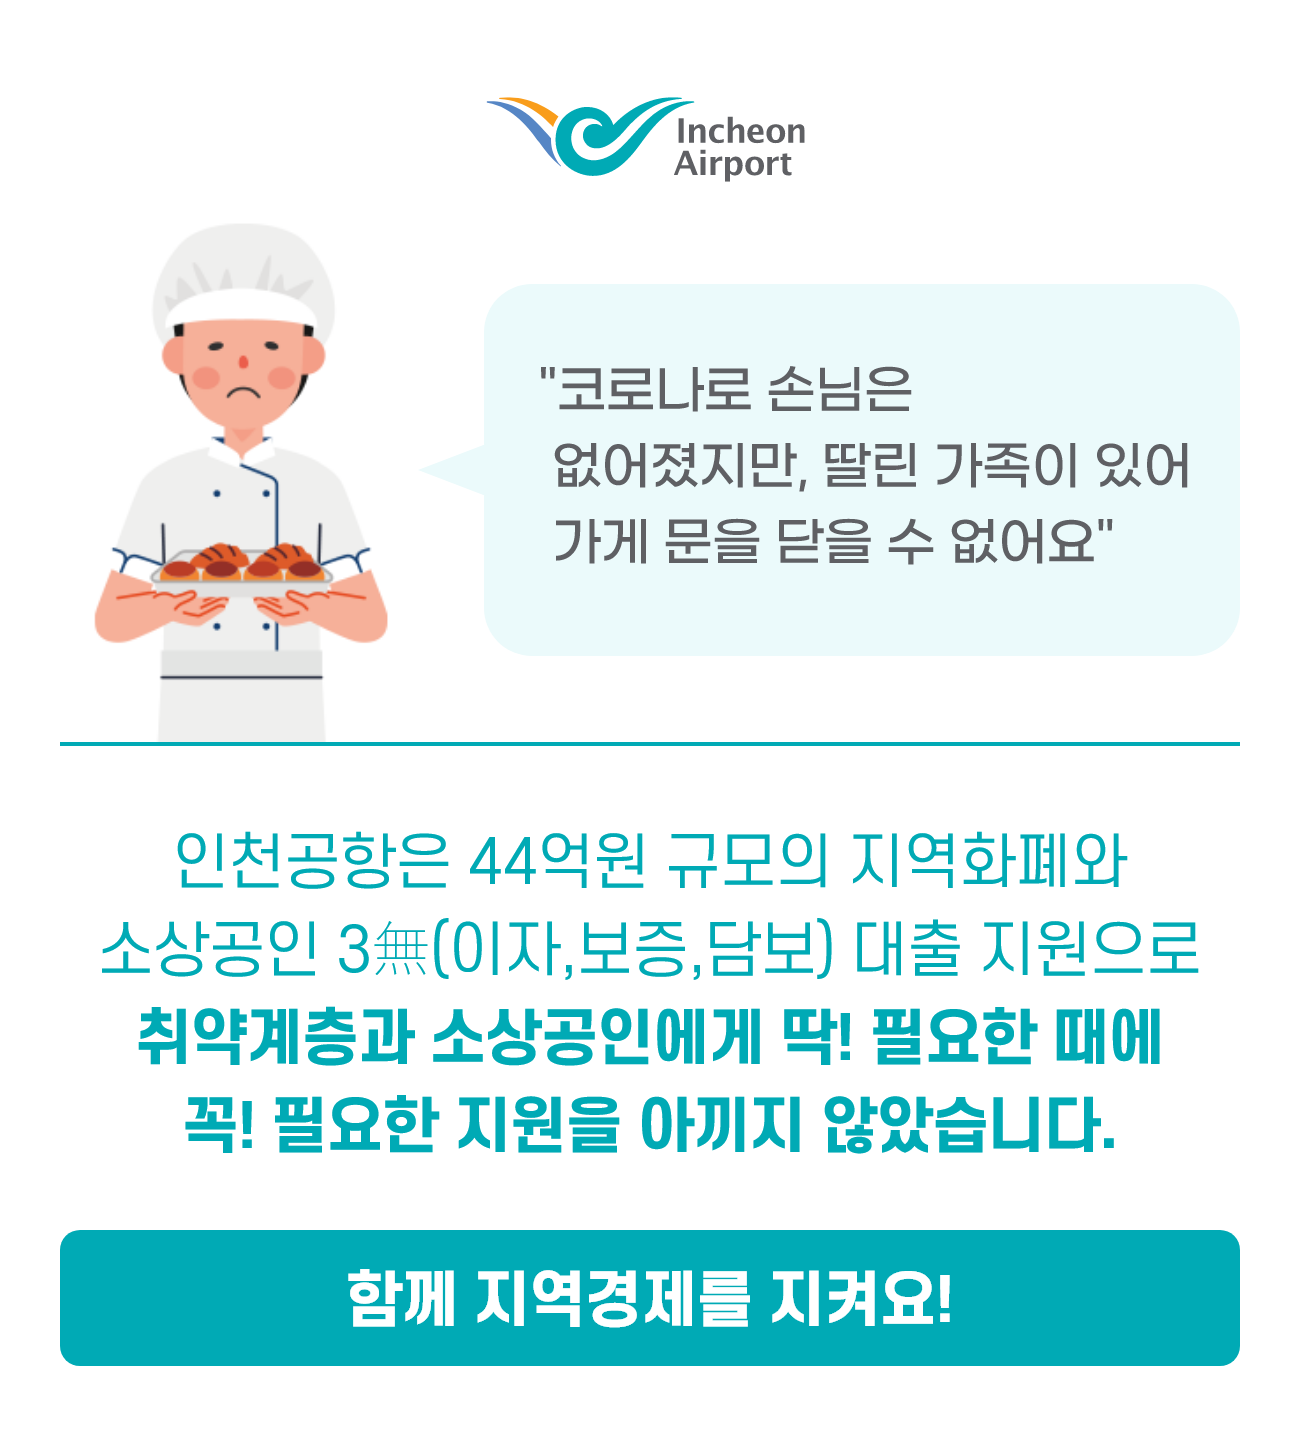 Incheon
Airport
"코로나로 손님은
없어졌지만, 딸린 가족이 있어
가게 문을 닫을 수 없어요"
인천공항은 44억원 규모의 지역화폐와
소상공인 3無(이자,보증,담보) 대출 지원으로
취약계층과 소상공인에게 딱! 필요한 때에
꼭! 필요한 지원을 아끼지 않았습니다.
함께 지역경제를 지켜요!